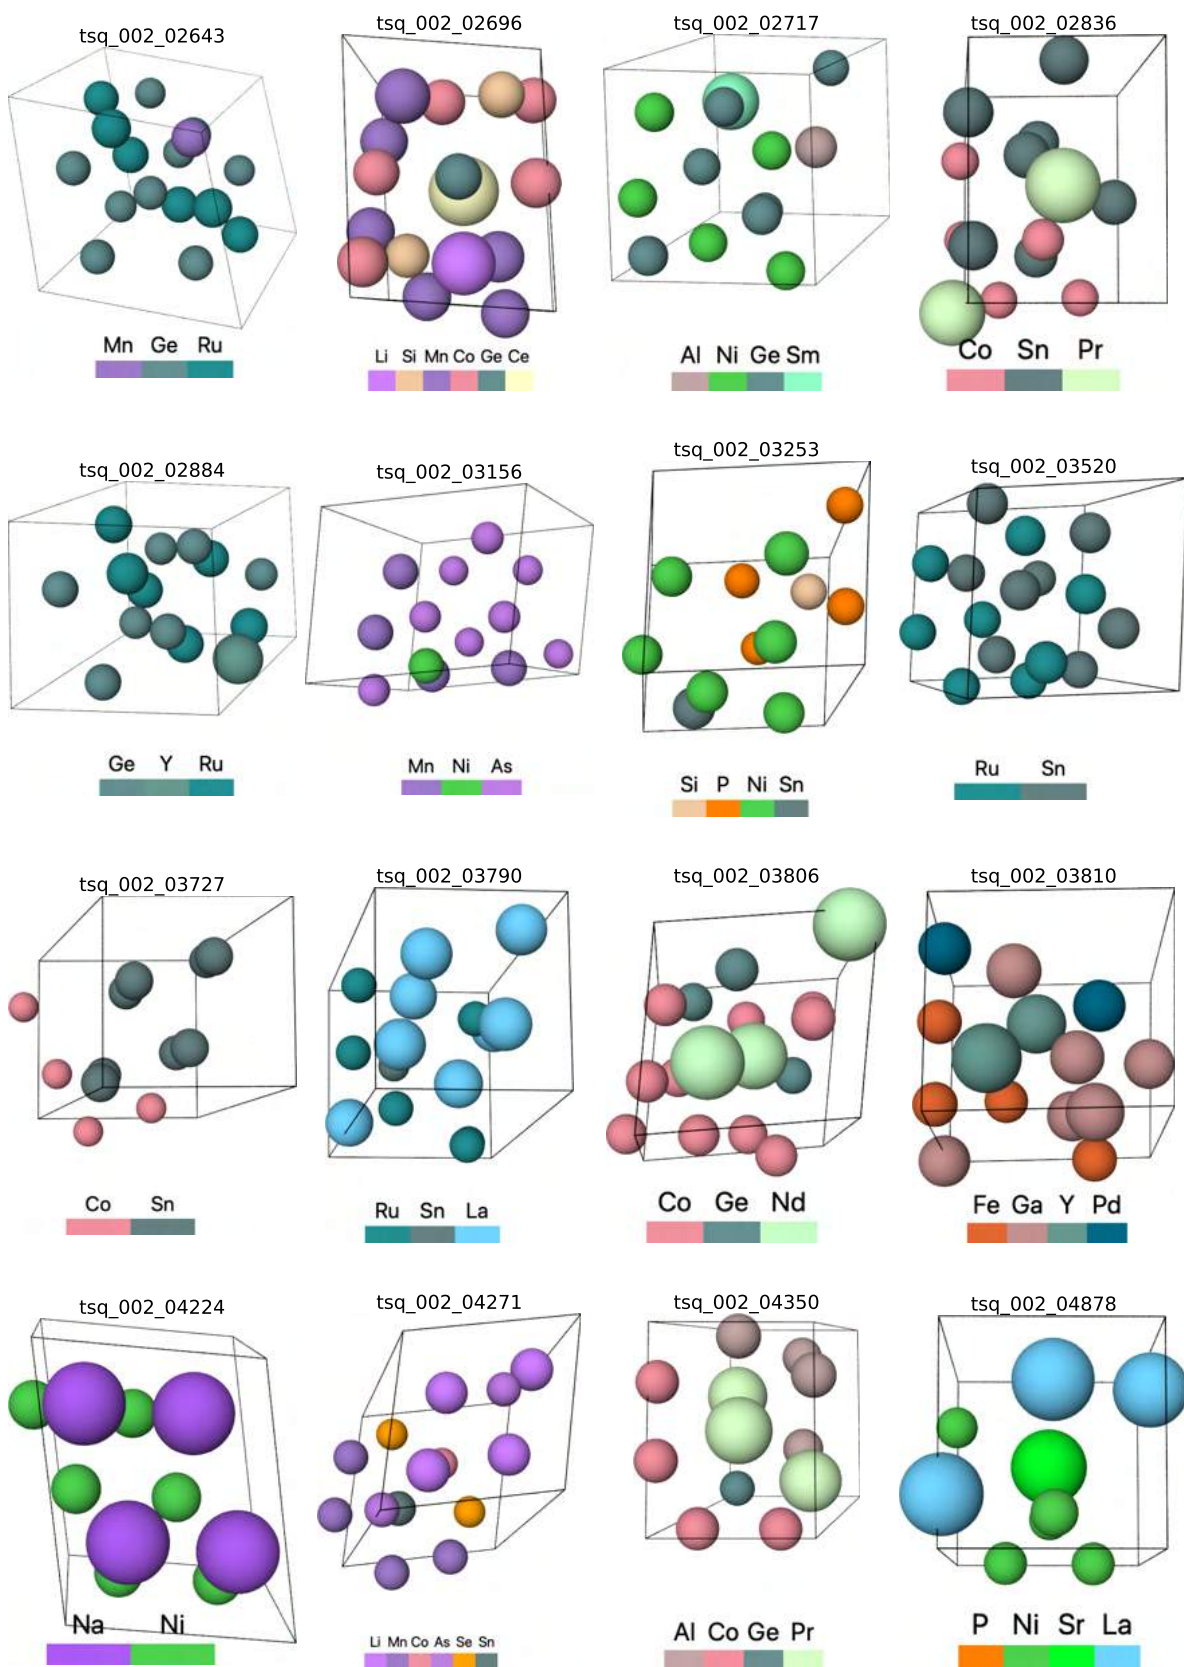 tsq_002_02643
tsq_002_02696
tsq_002_02717
tsq_002_02836
Mn Ge Ru
Li Si Mn Co Ge Ce
Al Ni Ge Sm
Co Sn Pr
tsq_002_02884
tsq_002_03156
tsq_002_03253
tsq_002_03520
Ge Y Ru
Mn Ni As
Si P Ni Sn
Ru Sn
tsq_002_03727
tsq_002_03790
tsq_002_03806
tsq_002_03810
Co Sn
Ru Sn La
Co Ge Nd
Fe Ga Y Pd
tsq_002_04224
tsq_002_04271
tsq_002_04350
tsq_002_04878
Na Ni
Li Mn Co As Se Sn
Al Co Ge Pr
P Ni Sr La